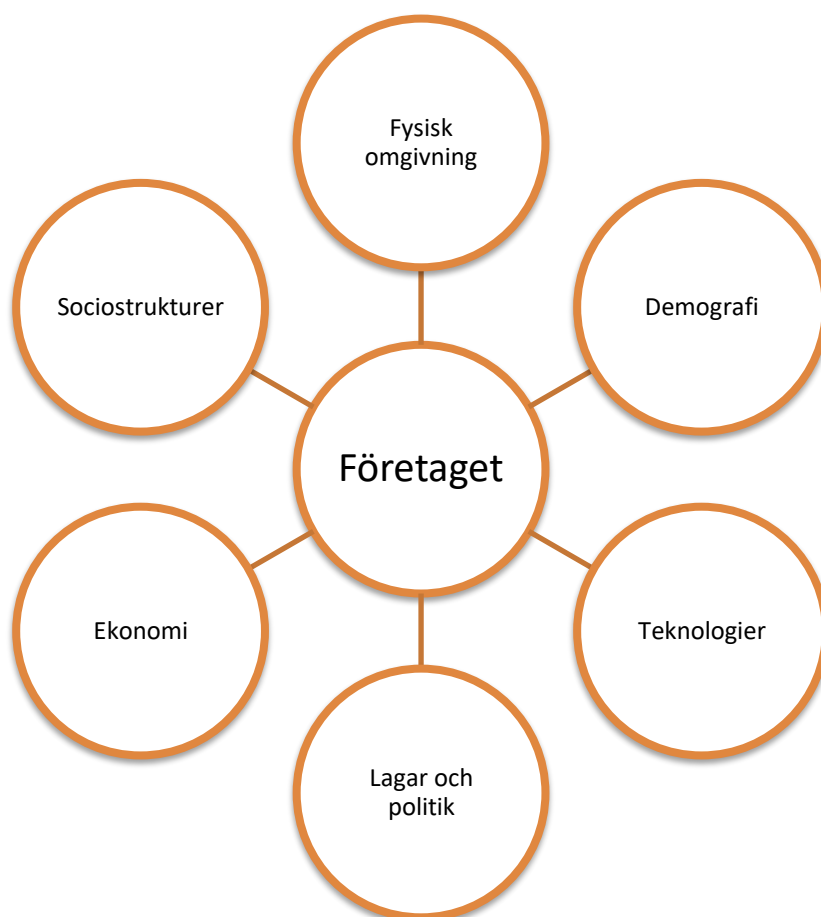 Fysisk
omgivning
Sociostrukturer
Demografi
Företaget
Ekonomi
Teknologier
Lagar och
politik